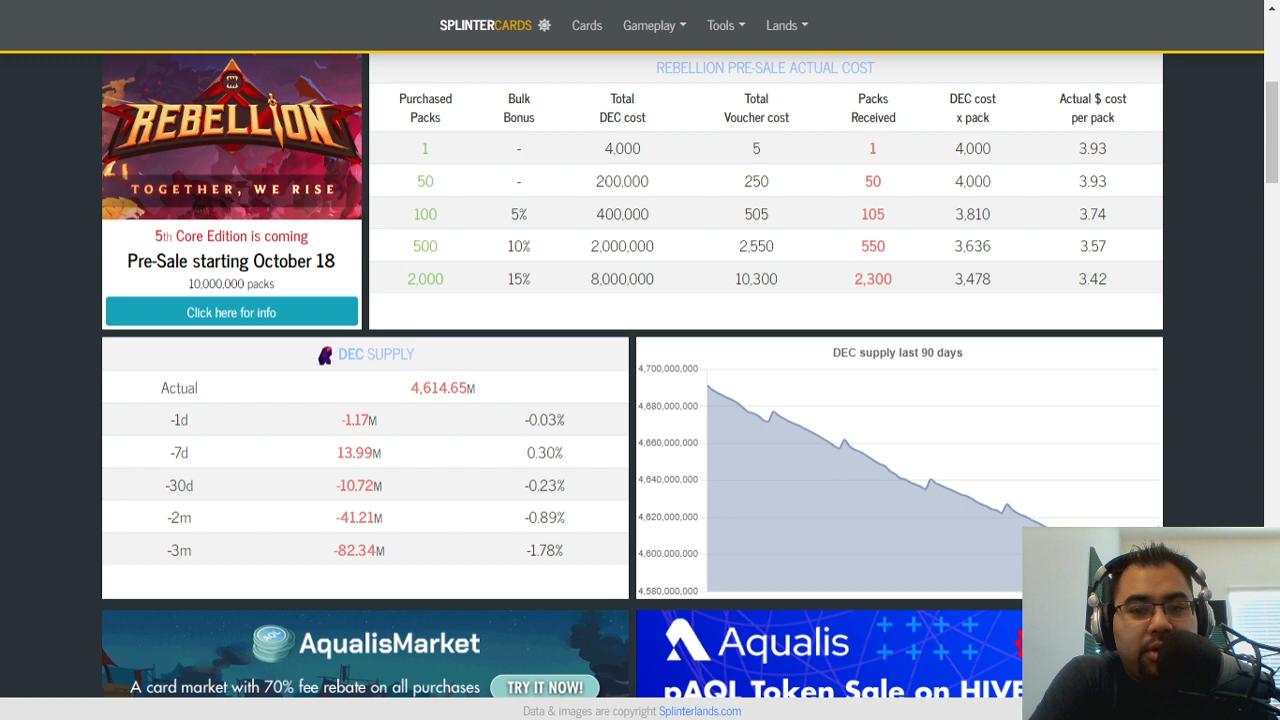 SPLINTERCARDS Cards Gameplay Tools Lands
REBELLION
TOGETHER, WE RISE
5th Core Edition is coming
Pre-Sale starting October 18
10,000,000 packs
Click here for info
REBELLION PRE-SALE ACTUAL COST
Purchased Packs Bulk Bonus Total DEC cost Total Voucher cost Packs Received DEC cost x pack Actual $ cost per pack
1 - 4,000 5 1 4,000 3.93
50 - 200,000 250 50 4,000 3.93
100 5% 400,000 505 105 3,810 3.74
500 10% 2,000,000 2,550 550 3,636 3.57
2,000 15% 8,000,000 10,300 2,300 3,478 3.42
DEC SUPPLY
Actual 4,614.65M
-1d -1.17M -0.03%
-7d 13.99M 0.30%
-30d -10.72M -0.23%
-2m -41.21M -0.89%
-3m -82.34M -1.78%
DEC supply last 90 days
4,700,000,000
4,680,000,000
4,660,000,000
4,640,000,000
4,620,000,000
4,600,000,000
4,580,000,000
AqualisMarket
A card market with 70% fee rebate on all purchases TRY IT NOW!
Aqualis
pAQL Token Sale on HIVE
Data & images are copyright Splinterlands.com